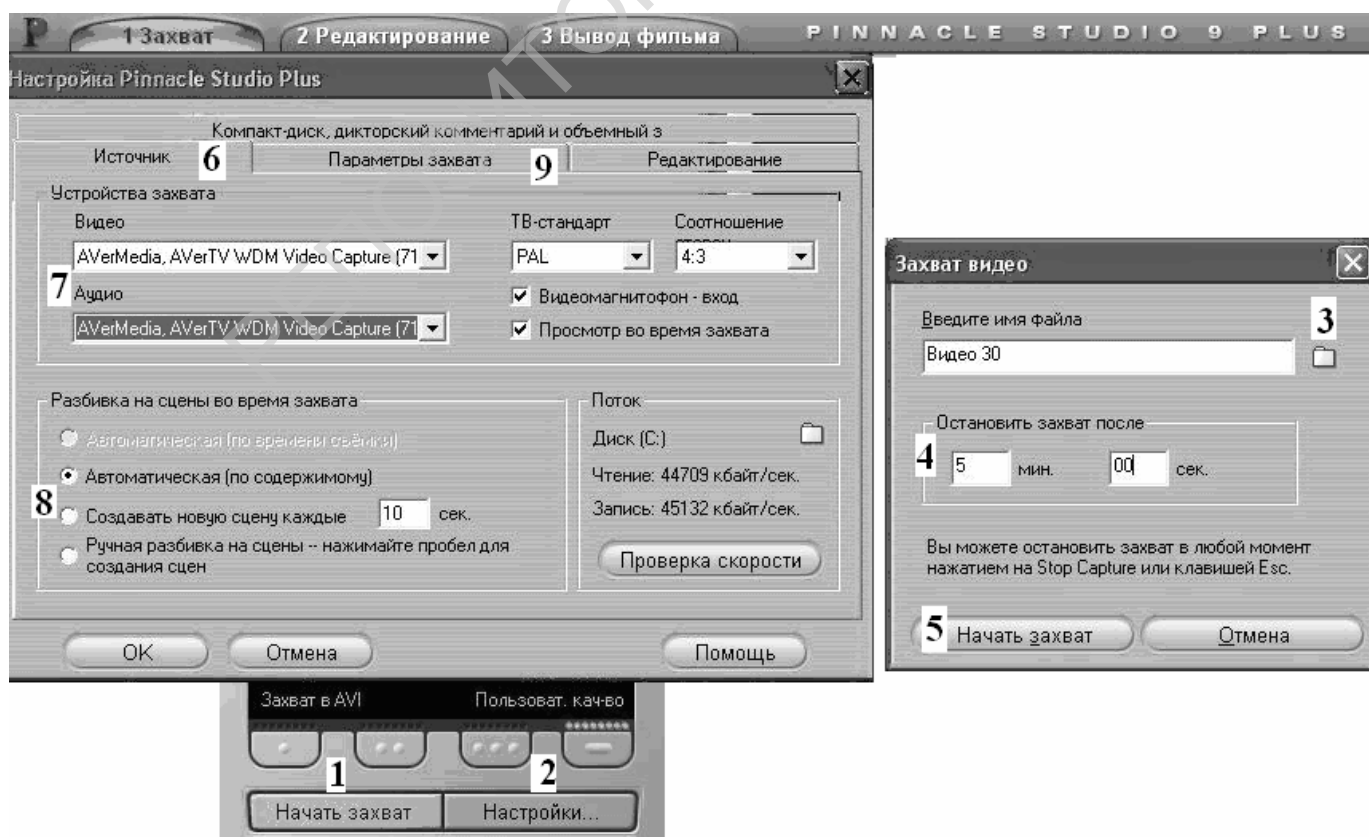 P 1 Захват 2 Редактирование 3 Вывод фильма PINNACLE STUDIO 9 PLUS
Настройка Pinnacle Studio Plus
Компакт-диск, дикторский комментарий и объемный з
Источник 6 Параметры захвата 9 Редактирование
Устройства захвата
Видео ТВ-стандарт Соотношение
AVerMedia, AVerTV WDM Video Capture (71 PAL 4:3
7 Аудио Видеомагнитофон - вход
AVerMedia, AVerTV WDM Video Capture (71 Просмотр во время захвата
Разбивка на сцены во время захвата
Автоматическая (по времени съёмки)
Автоматическая (по содержимому)
8 Создавать новую сцену каждые 10 сек.
Ручная разбивка на сцены -- нажимайте пробел для
создания сцен
Поток
Диск (C:)
Чтение: 44709 кбайт/сек.
Запись: 45132 кбайт/сек.
Проверка скорости
OK Отмена Помощь
Захват видео
Введите имя файла 3
Видео 30
Остановить захват после
4 5 мин. 00 сек.
Вы можете остановить захват в любой момент
нажатием на Stop Capture или клавишей Esc.
5 Начать захват Отмена
Захват в AVI Пользоват. кач-во
1 2
Начать захват Настройки...